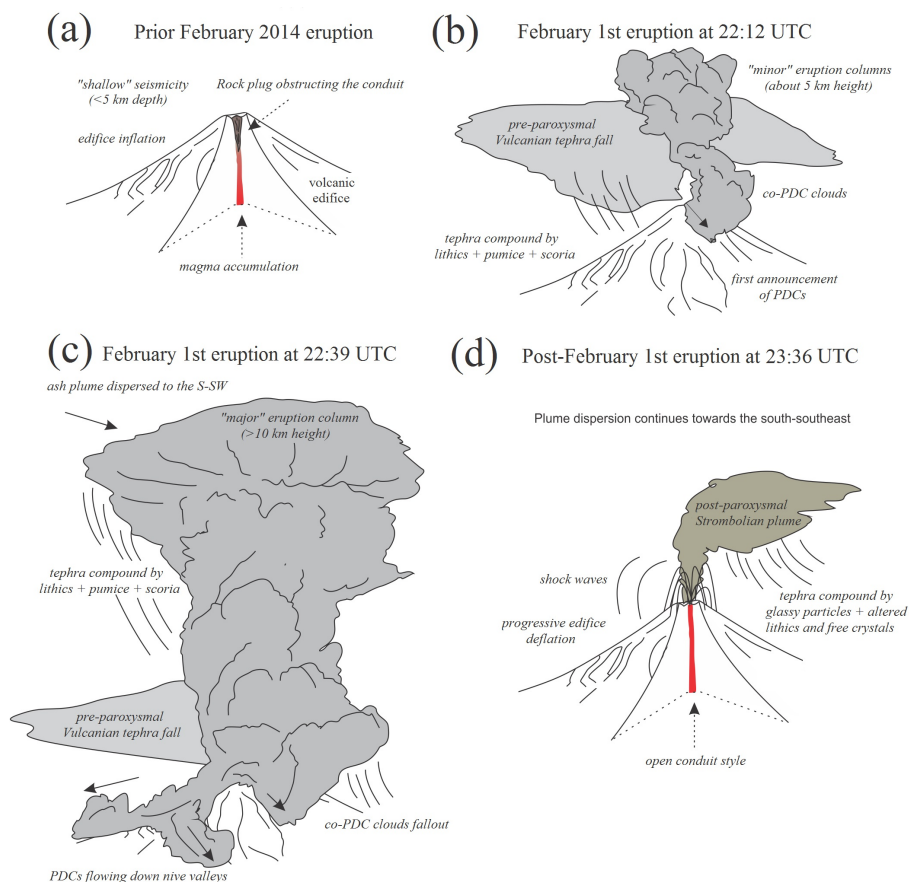 (a)
Prior February 2014 eruption
"shallow" seismicity
(<5 km depth)
Rock plug obstructing the conduit
edifice inflation
volcanic
edifice
magma accumulation
(b)
February 1st eruption at 22:12 UTC
"minor" eruption columns
(about 5 km height)
pre-paroxysmal
Vulcanian tephra fall
co-PDC clouds
tephra compound by
lithics + pumice + scoria
first announcement
of PDCs
(c)
February 1st eruption at 22:39 UTC
ash plume dispersed to the S-SW
"major" eruption column
(>10 km height)
tephra compound by
lithics + pumice + scoria
pre-paroxysmal
Vulcanian tephra fall
co-PDC clouds fallout
PDCs flowing down nive valleys
(d)
Post-February 1st eruption at 23:36 UTC
Plume dispersion continues towards the south-southeast
post-paroxysmal
Strombolian plume
shock waves
progressive edifice
deflation
tephra compound by
glassy particles + altered
lithics and free crystals
open conduit style